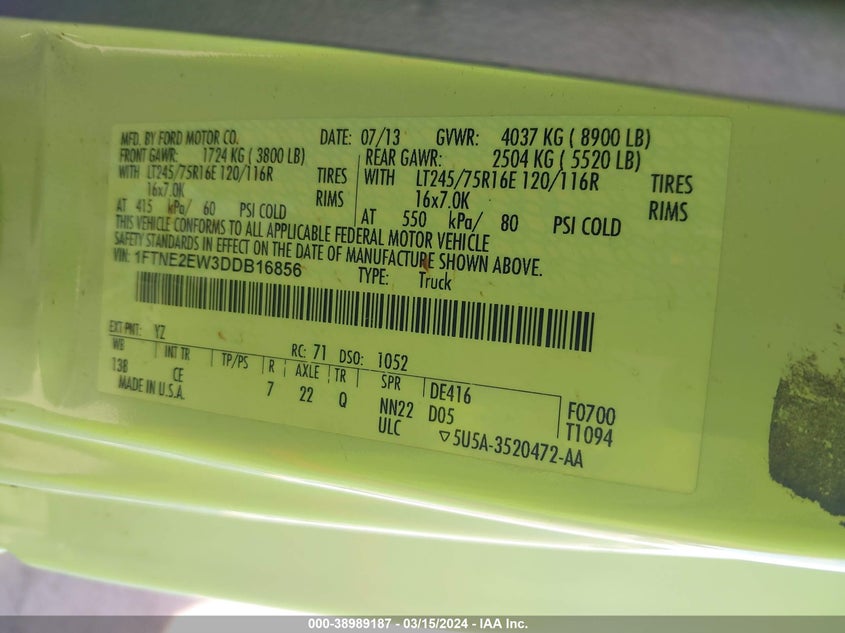 MFD. BY FORD MOTOR CO. DATE: 07/13 GVWR: 4037 KG ( 8900 LB)
FRONT GAWR: 1724 KG ( 3800 LB) REAR GAWR: 2504 KG ( 5520 LB)
WITH LT245/75R16E 120/116R TIRES WITH LT245/75R16E 120/116R TIRES
16x7.0K RIMS 16x7.0K RIMS
AT 415 kPa/ 60 PSI COLD AT 550 kPa/ 80 PSI COLD
THIS VEHICLE CONFORMS TO ALL APPLICABLE FEDERAL MOTOR VEHICLE
SAFETY STANDARDS IN EFFECT ON THE DATE OF MANUFACTURE SHOWN ABOVE.
VIN: 1FTNE2EW3DDB16856 TYPE: Truck
EXT PNT: YZ RC: 71 DSO: 1052
WB INT TR TP/PS R AXLE TR SPR DE416 F0700
138 CE 7 22 Q NN22 D05 T1094
MADE IN U.S.A. ULC ▽5U5A-3520472-AA
000-38989187 - 03/15/2024 - IAA Inc.